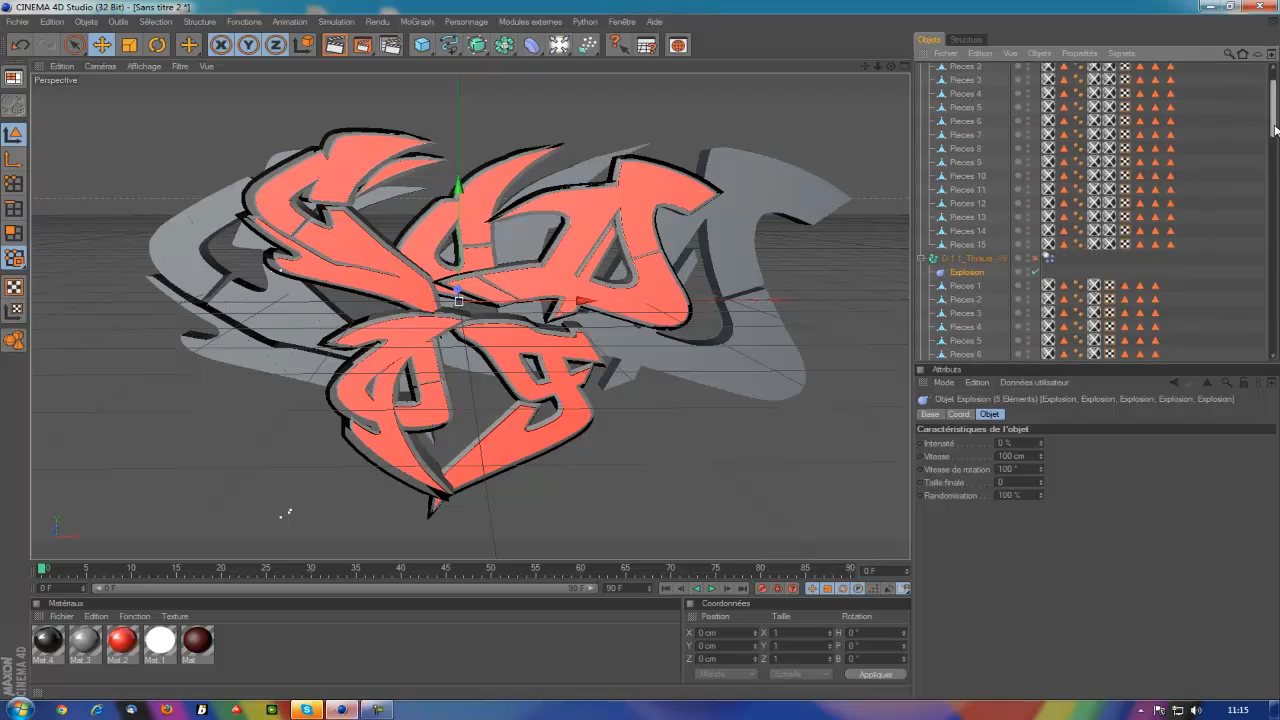 CINEMA 4D Studio (32 Bit) - [Sans titre 2 *]
Fichier Edition Objets Outils Sélection Structure Fonctions Animation Simulation Rendu MoGraph Personnage Modules externes Python Fenêtre Aide
X Y Z
Edition Caméras Affichage Filtre Vue
Perspective
Objets Structure
Fichier Edition Vue Objets Propriétés Signets
Pieces 2
Pieces 3
Pieces 4
Pieces 5
Pieces 6
Pieces 7
Pieces 8
Pieces 9
Pieces 10
Pieces 11
Pieces 12
Pieces 13
Pieces 14
Pieces 15
Explosion
Pieces 1
Pieces 2
Pieces 3
Pieces 4
Pieces 5
Pieces 6
Attributs
Mode Edition Données utilisateur
Objet Explosion (5 Eléments) [Explosion, Explosion, Explosion, Explosion, Explosion]
Base Coord. Objet
Caractéristiques de l'objet
Intensité 0 %
Vitesse 100 cm
Vitesse de rotation 100 °
Taille finale 0
Randomisation 100 %
0 5 10 15 20 25 30 35 40 45 50 55 60 65 70 75 80 85 90 0 F
0 F 0 F 90 F 90 F
Matériaux
Fichier Edition Fonction Texture
Mat.4 Mat.3 Mat.2 Mat.1 Mat
Coordonnées
Position Taille Rotation
X 0 cm X 1 H 0 °
Y 0 cm Y 1 P 0 °
Z 0 cm Z 1 B 0 °
Monde Echelle Appliquer
MAXON CINEMA 4D
11:15